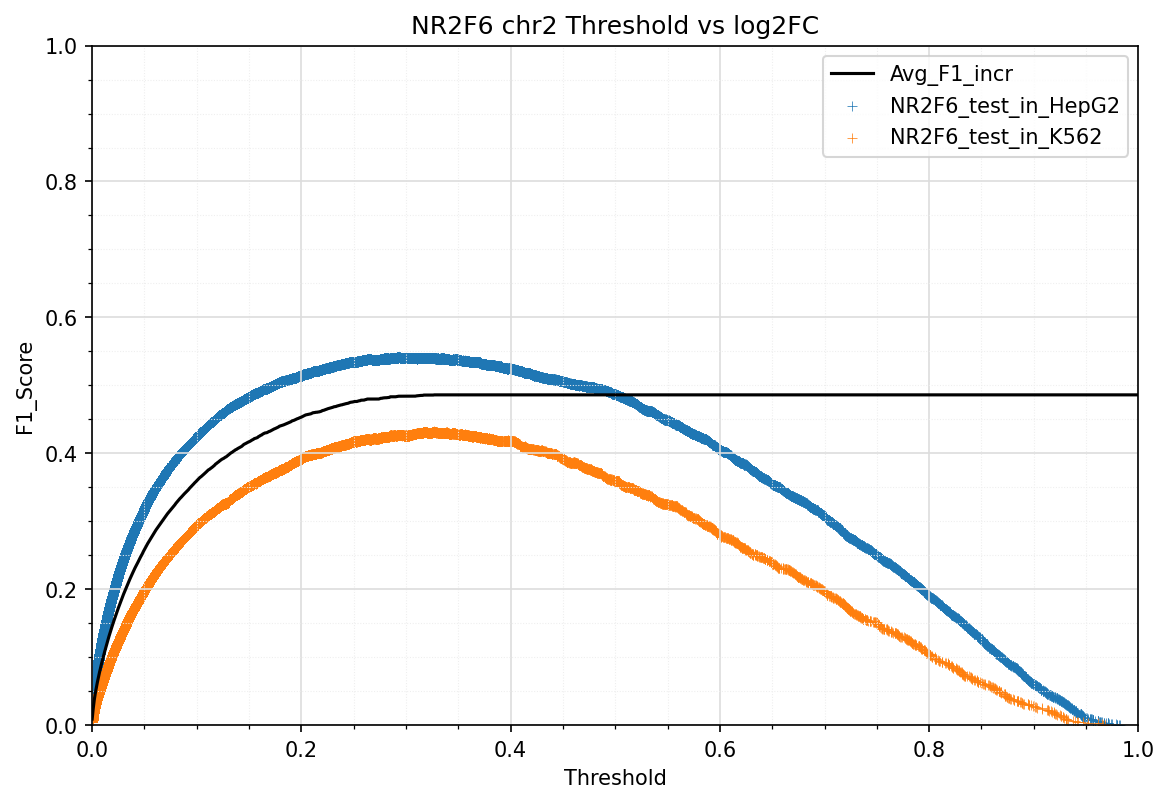 NR2F6 chr2 Threshold vs log2FC
Avg_F1_incr
NR2F6_test_in_HepG2
NR2F6_test_in_K562
F1_Score
1.0
0.8
0.6
0.4
0.2
0.0
0.0 0.2 0.4 0.6 0.8 1.0
Threshold